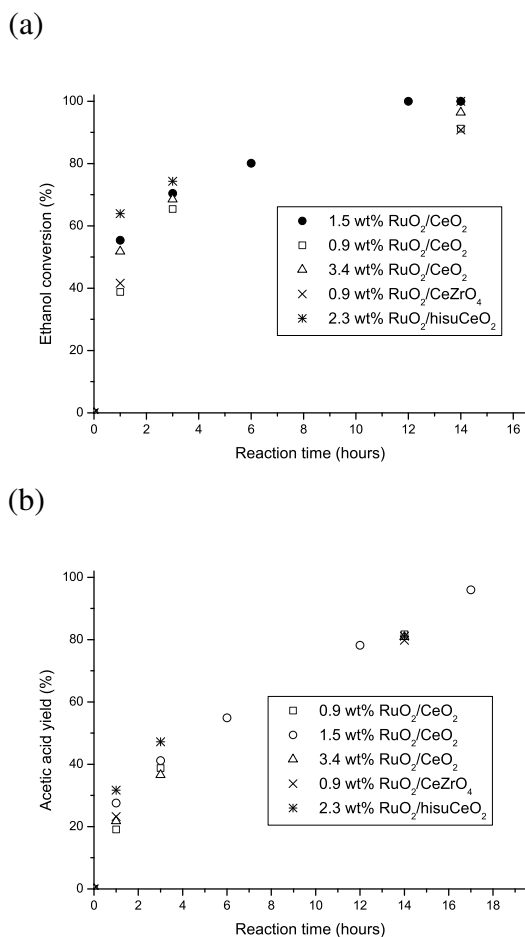 (a)
100
80
60
40
20
0
Ethanol conversion (%)
1.5 wt% RuO₂/CeO₂
0.9 wt% RuO₂/CeO₂
3.4 wt% RuO₂/CeO₂
0.9 wt% RuO₂/CeZrO₄
2.3 wt% RuO₂/hisuCeO₂
0 2 4 6 8 10 12 14 16
Reaction time (hours)
(b)
100
80
60
40
20
0
Acetic acid yield (%)
0.9 wt% RuO₂/CeO₂
1.5 wt% RuO₂/CeO₂
3.4 wt% RuO₂/CeO₂
0.9 wt% RuO₂/CeZrO₄
2.3 wt% RuO₂/hisuCeO₂
0 2 4 6 8 10 12 14 16 18
Reaction time (hours)